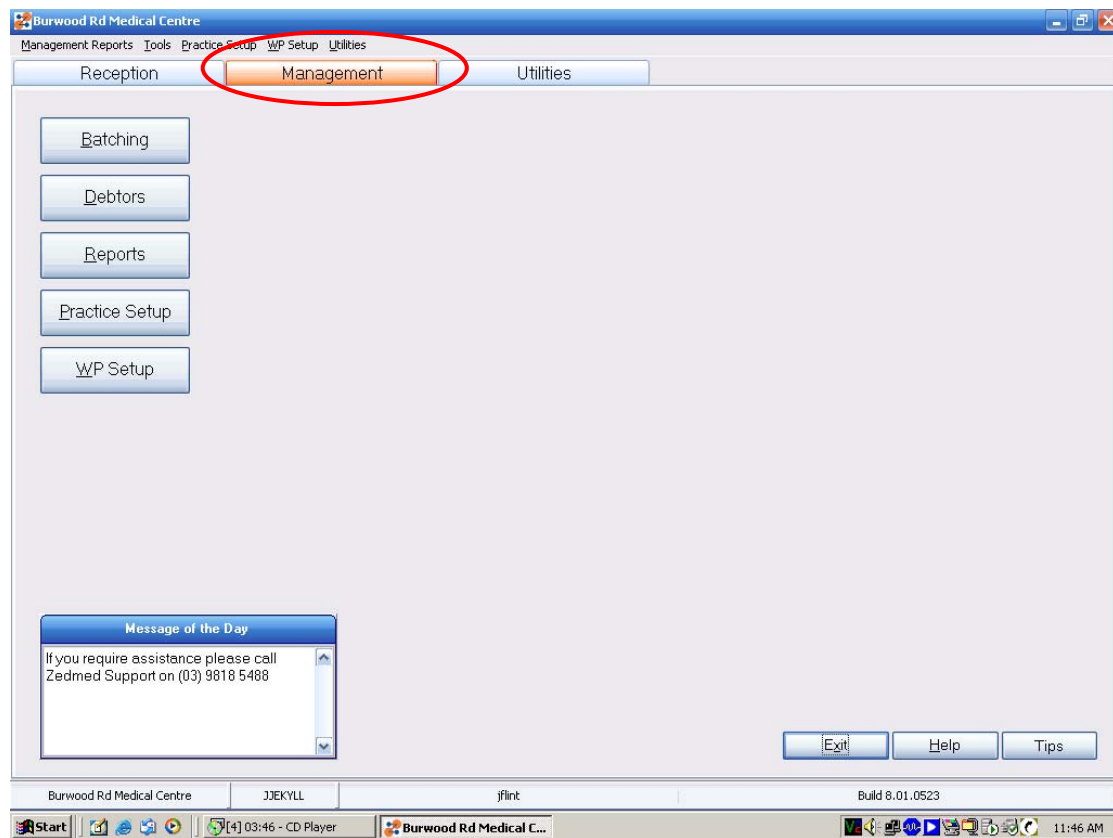 Burwood Rd Medical Centre
Management Reports Tools Practice Setup WP Setup Utilities
Reception Management Utilities
Batching
Debtors
Reports
Practice Setup
WP Setup
Message of the Day
If you require assistance please call
Zedmed Support on (03) 9818 5488
Exit Help Tips
Burwood Rd Medical Centre JJEKYLL jflint Build 8.01.0523
Start [4] 03:46 - CD Player Burwood Rd Medical C... 11:46 AM